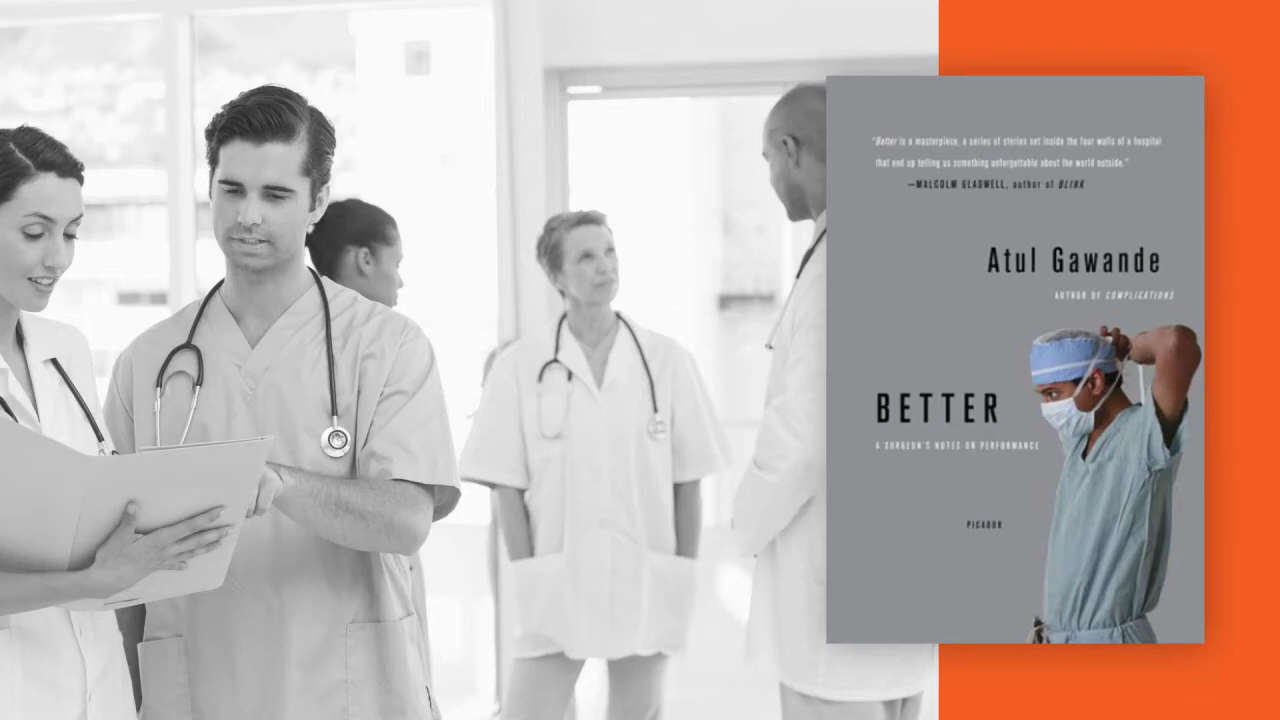 "Better is a masterpiece, a series of stories set inside the four walls of a hospital
that end up telling us something unforgettable about the world outside."
—MALCOLM GLADWELL, author of BLINK
Atul Gawande
AUTHOR OF COMPLICATIONS
BETTER
A SURGEON'S NOTES ON PERFORMANCE
PICADOR